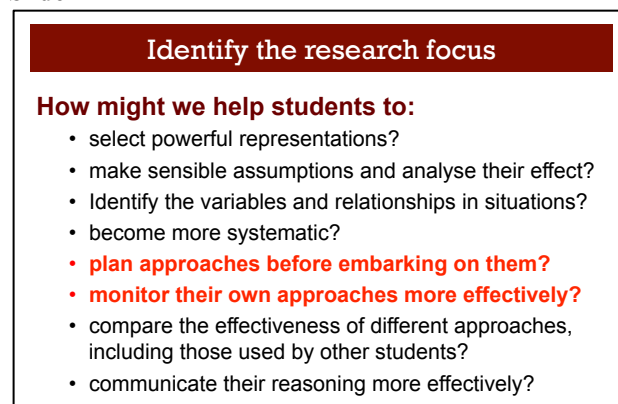 Identify the research focus
How might we help students to:
• select powerful representations?
• make sensible assumptions and analyse their effect?
• Identify the variables and relationships in situations?
• become more systematic?
• plan approaches before embarking on them?
• monitor their own approaches more effectively?
• compare the effectiveness of different approaches,
including those used by other students?
• communicate their reasoning more effectively?